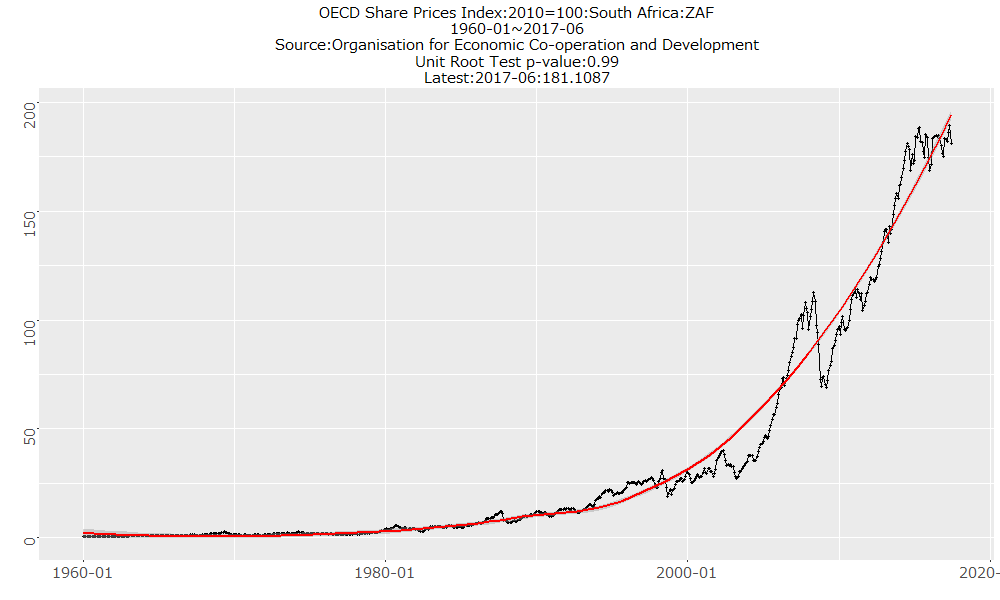 OECD Share Prices Index:2010=100:South Africa:ZAF
1960-01~2017-06
Source:Organisation for Economic Co-operation and Development
Unit Root Test p-value:0.99
Latest:2017-06:181.1087
200
150
100
50
0
1960-01
1980-01
2000-01
2020-